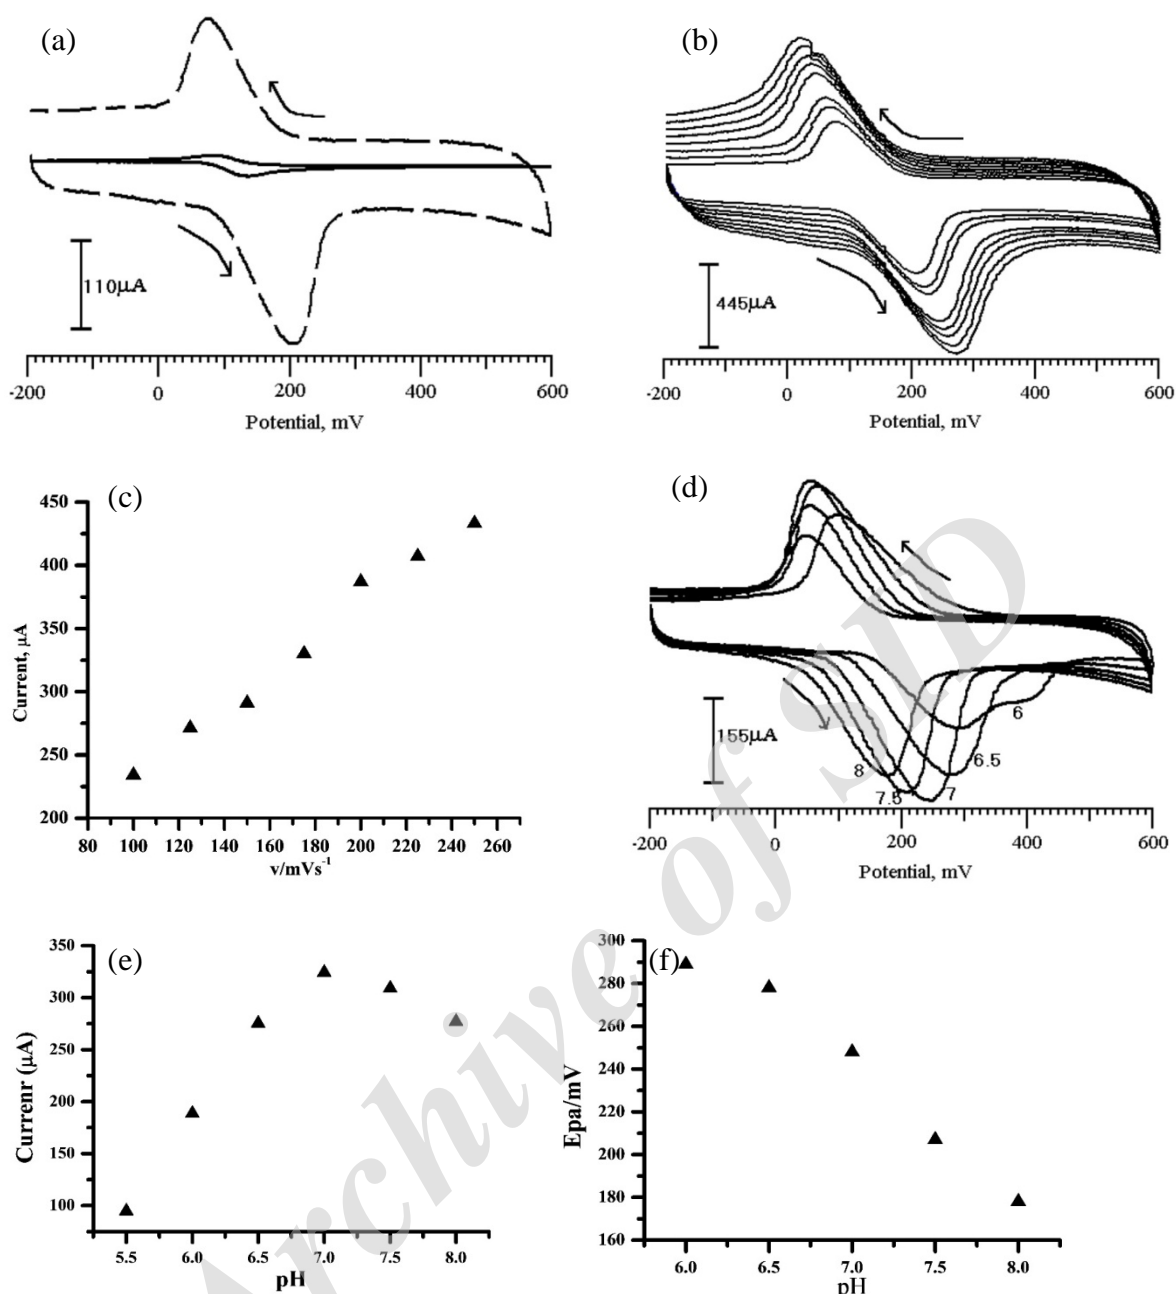 (a)
110μA
-200 0 200 400 600
Potential, mV
(b)
445μA
-200 0 200 400 600
Potential, mV
(c)
450
400
350
300
250
200
Current, μA
80 100 120 140 160 180 200 220 240 260
v/mVs⁻¹
(d)
155μA
8
7.5
7
6.5
6
-200 0 200 400 600
Potential, mV
(e)
350
300
250
200
150
100
Currenr (μA)
5.5 6.0 6.5 7.0 7.5 8.0
pH
(f)
300
280
260
240
220
200
180
160
Epa/mV
6.0 6.5 7.0 7.5 8.0
pH
Archive of SID